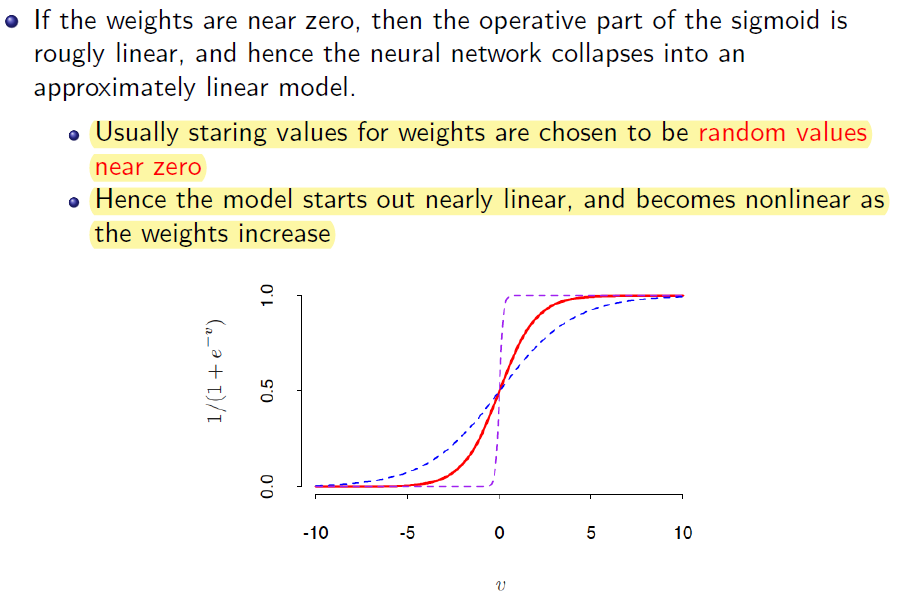 If the weights are near zero, then the operative part of the sigmoid is
rougly linear, and hence the neural network collapses into an
approximately linear model.
Usually staring values for weights are chosen to be random values
near zero
Hence the model starts out nearly linear, and becomes nonlinear as
the weights increase
1/(1 + e^{-v})
1.0
0.5
0.0
-10 -5 0 5 10
v